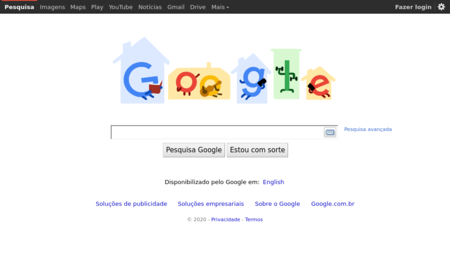 Pesquisa Imagens Maps Play YouTube Notícias Gmail Drive Mais Fazer login
Google
Pesquisa avançada
Pesquisa Google Estou com sorte
Disponibilizado pelo Google em: English
Soluções de publicidade Soluções empresariais Sobre o Google Google.com.br
© 2020 - Privacidade - Termos